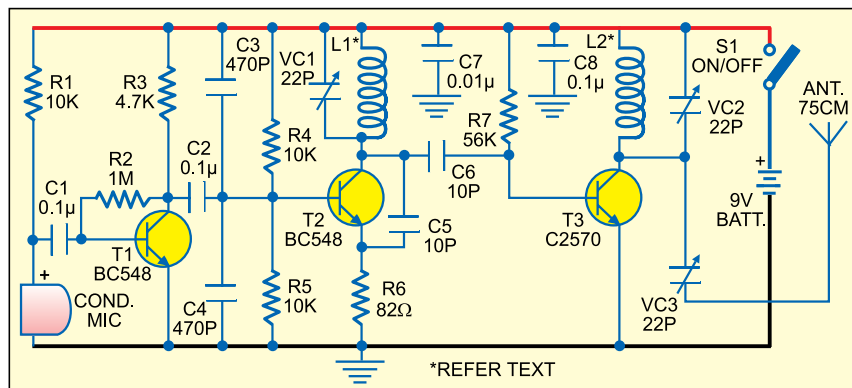 R1
10K
R3
4.7K
C3
470P
VC1
22P
L1*
C7
0.01µ
C8
0.1µ
L2*
S1
ON/OFF
ANT.
75CM
VC2
22P
R2
1M
C2
0.1µ
R4
10K
R7
56K
C6
10P
C1
0.1µ
T1
BC548
T2
BC548
C5
10P
T3
C2570
+
9V
BATT.
+
COND.
MIC
C4
470P
R5
10K
R6
82Ω
VC3
22P
*REFER TEXT